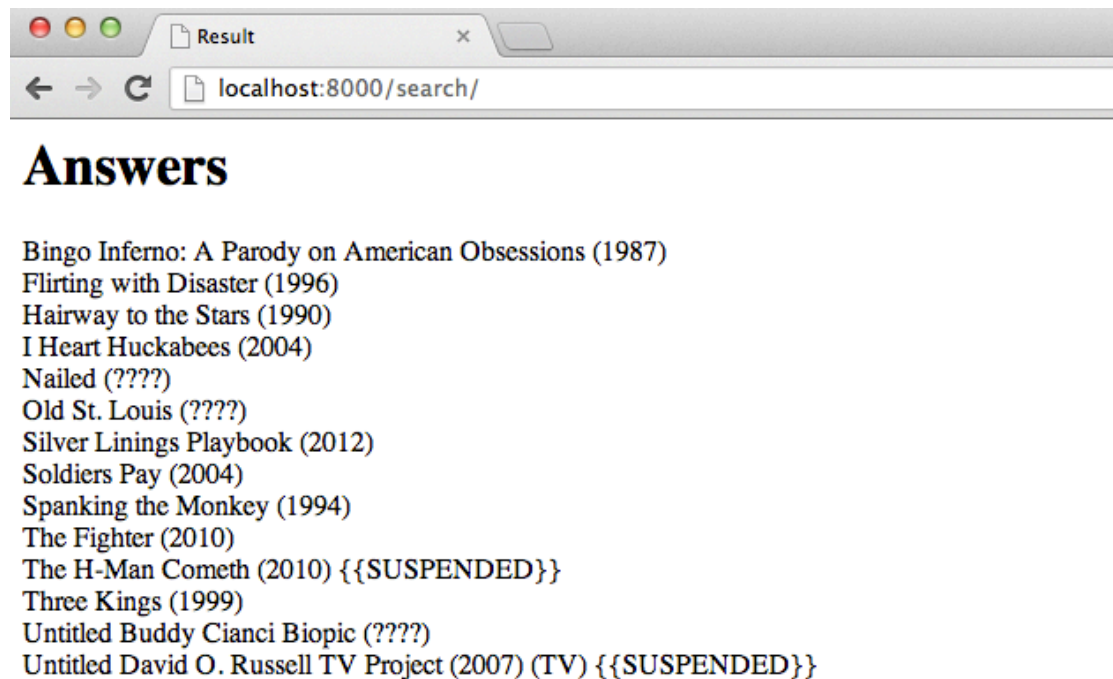 Result
localhost:8000/search/
Answers
Bingo Inferno: A Parody on American Obsessions (1987)
Flirting with Disaster (1996)
Hairway to the Stars (1990)
I Heart Huckabees (2004)
Nailed (????)
Old St. Louis (????)
Silver Linings Playbook (2012)
Soldiers Pay (2004)
Spanking the Monkey (1994)
The Fighter (2010)
The H-Man Cometh (2010) {{SUSPENDED}}
Three Kings (1999)
Untitled Buddy Cianci Biopic (????)
Untitled David O. Russell TV Project (2007) (TV) {{SUSPENDED}}